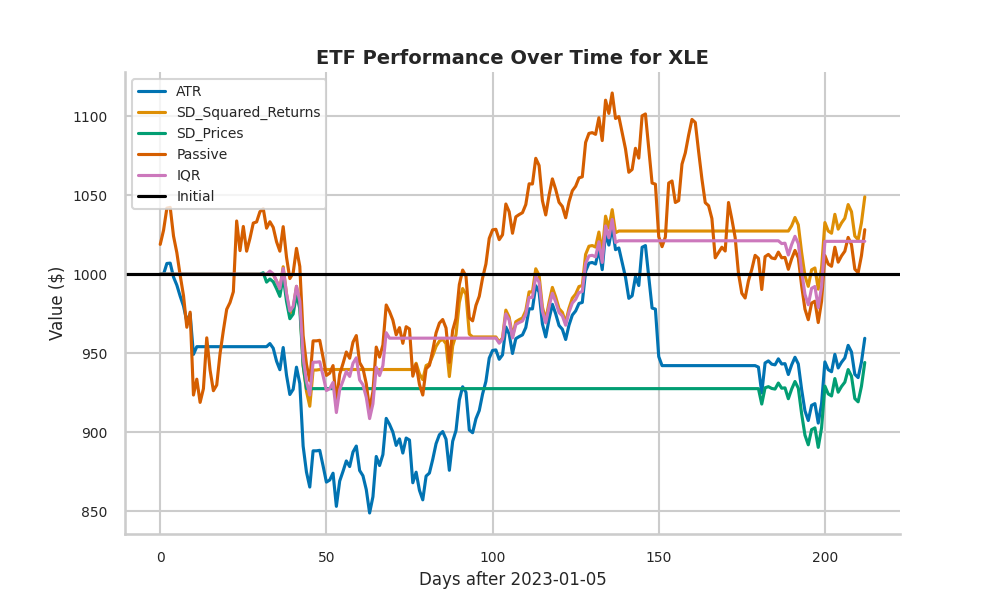 ETF Performance Over Time for XLE
ATR
SD_Squared_Returns
SD_Prices
Passive
IQR
Initial
Value ($)
1100
1050
1000
950
900
850
0 50 100 150 200
Days after 2023-01-05